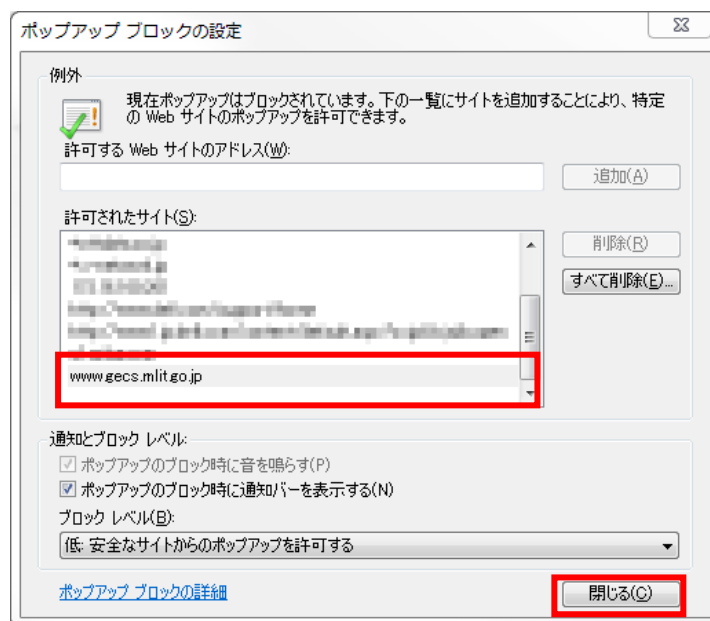 ポップアップ ブロックの設定
例外
現在ポップアップはブロックされています。下の一覧にサイトを追加することにより、特定
の Web サイトのポップアップを許可できます。
許可する Web サイトのアドレス(W):
追加(A)
許可されたサイト(S):
削除(R)
すべて削除(E)...
www.gecs.mlit.go.jp
通知とブロック レベル:
ポップアップのブロック時に音を鳴らす(P)
ポップアップのブロック時に通知バーを表示する(N)
ブロック レベル(B):
低: 安全なサイトからのポップアップを許可する
ポップアップ ブロックの詳細
閉じる(C)